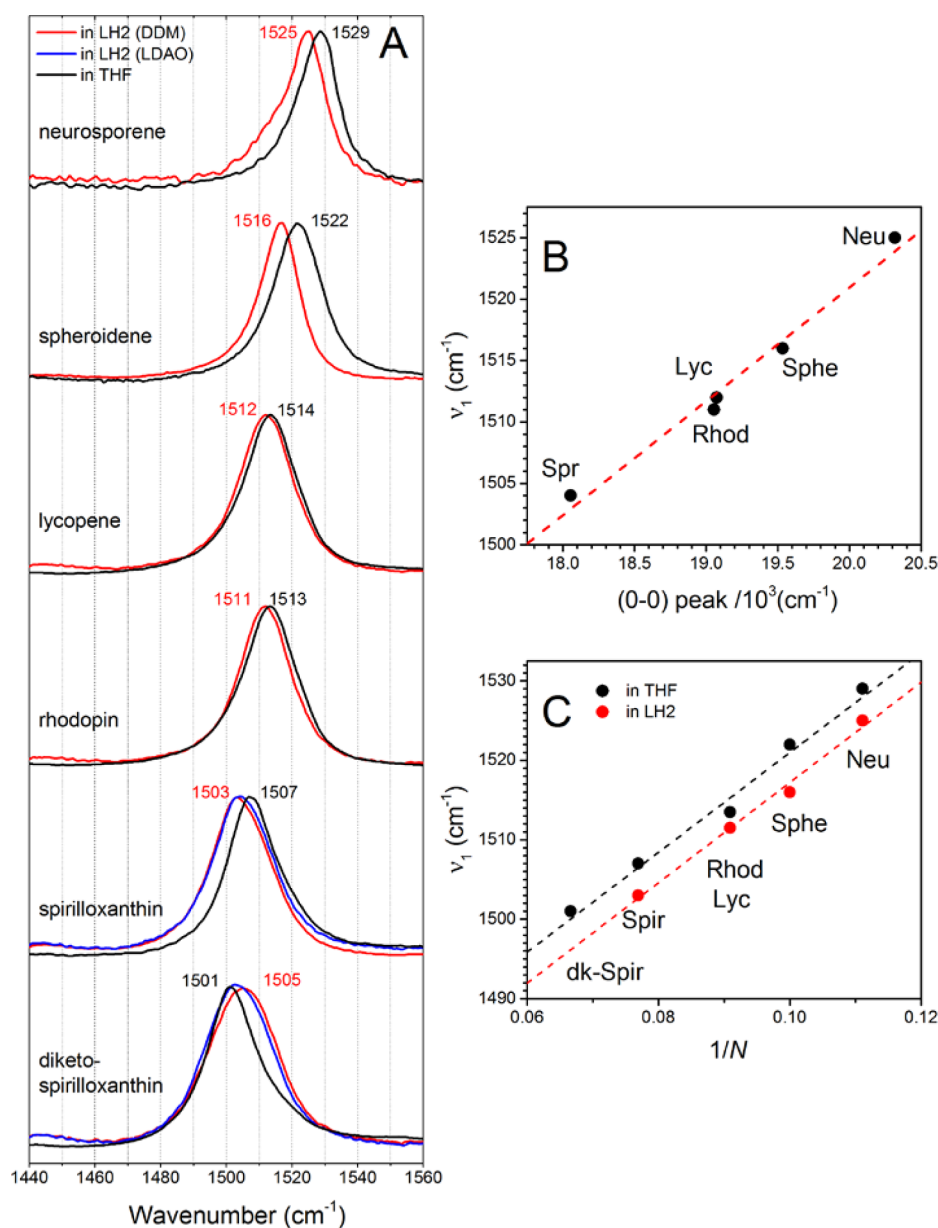 A
in LH2 (DDM)
in LH2 (LDAO)
in THF
1525
1529
neurosporene
1516
1522
spheroidene
1512
1514
lycopene
1511
1513
rhodopin
1503
1507
spirilloxanthin
1501
1505
diketo-
spirilloxanthin
1440 1460 1480 1500 1520 1540 1560
Wavenumber (cm⁻¹)
B
1525
1520
1515
1510
1505
1500
ν₁ (cm⁻¹)
Neu
Sphe
Lyc
Rhod
Spr
18.0 18.5 19.0 19.5 20.0 20.5
(0-0) peak /10³(cm⁻¹)
C
in THF
in LH2
1530
1520
1510
1500
1490
ν₁ (cm⁻¹)
Neu
Sphe
Rhod
Lyc
Spir
dk-Spir
0.06 0.08 0.10 0.12
1/N